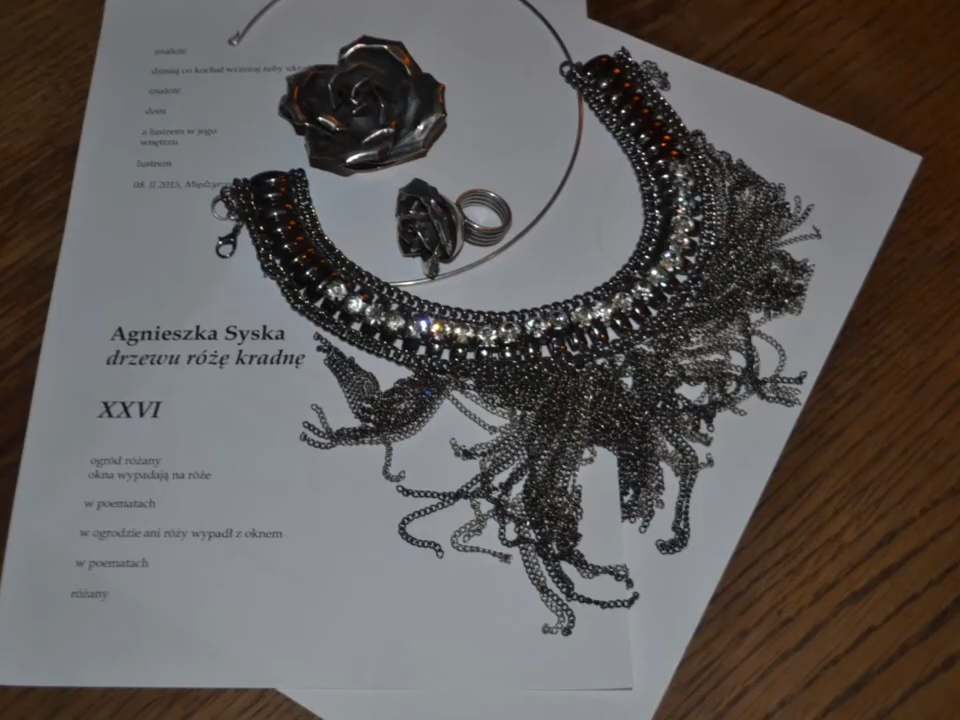 znaleźć
dzisiaj co kochał wczoraj żeby
znaleźć
dom
a lustrem w jego
wnętrzu
lustrem
08. II 2015, Międzyrz
Agnieszka Syska
drzewu różę kradnę
XXVI
ogród różany
okna wypadają na róże
w poematach
w ogrodzie ani róży wypadł z oknem
w poematach
różany